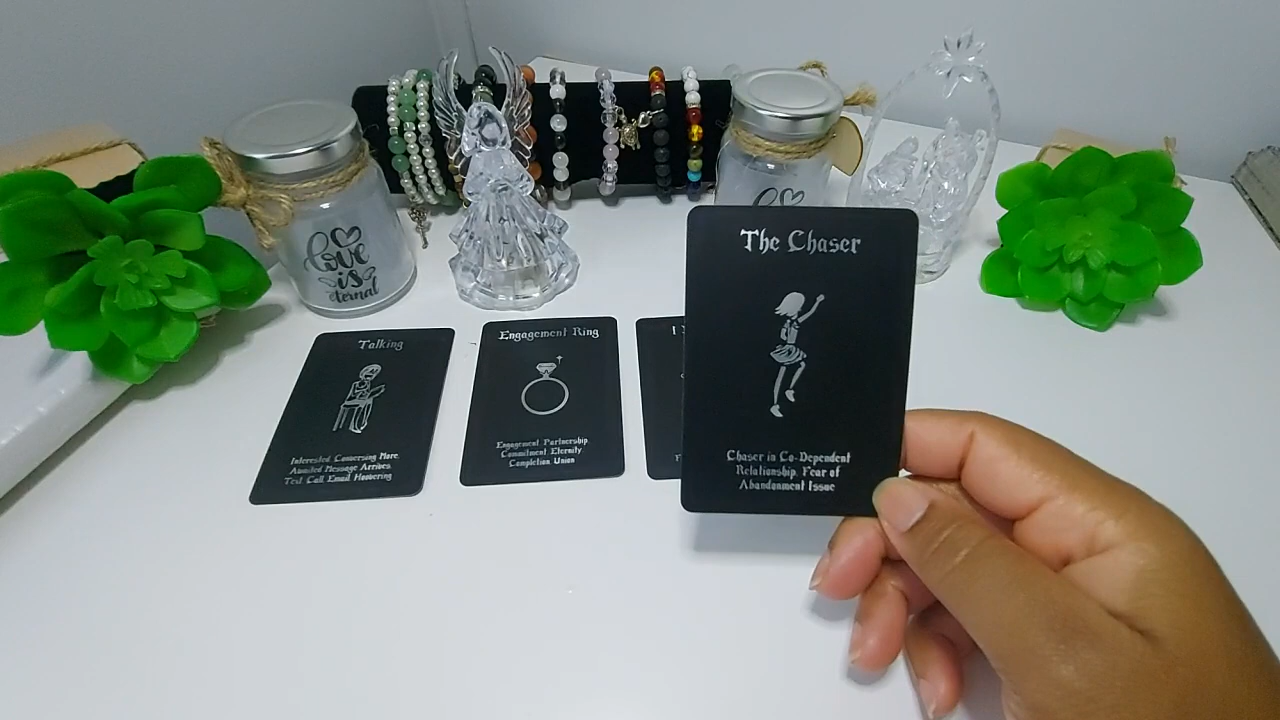 love
is
eternal
Talking
Interested Conversing More.
Awaited Message Arrives.
Text Call Email Hoovering
Engagement Ring
Engagement Partnership
Commitment Eternity
Completion Union
The Chaser
Chaser in Co-Dependent
Relationship. Fear of
Abandonment Issue